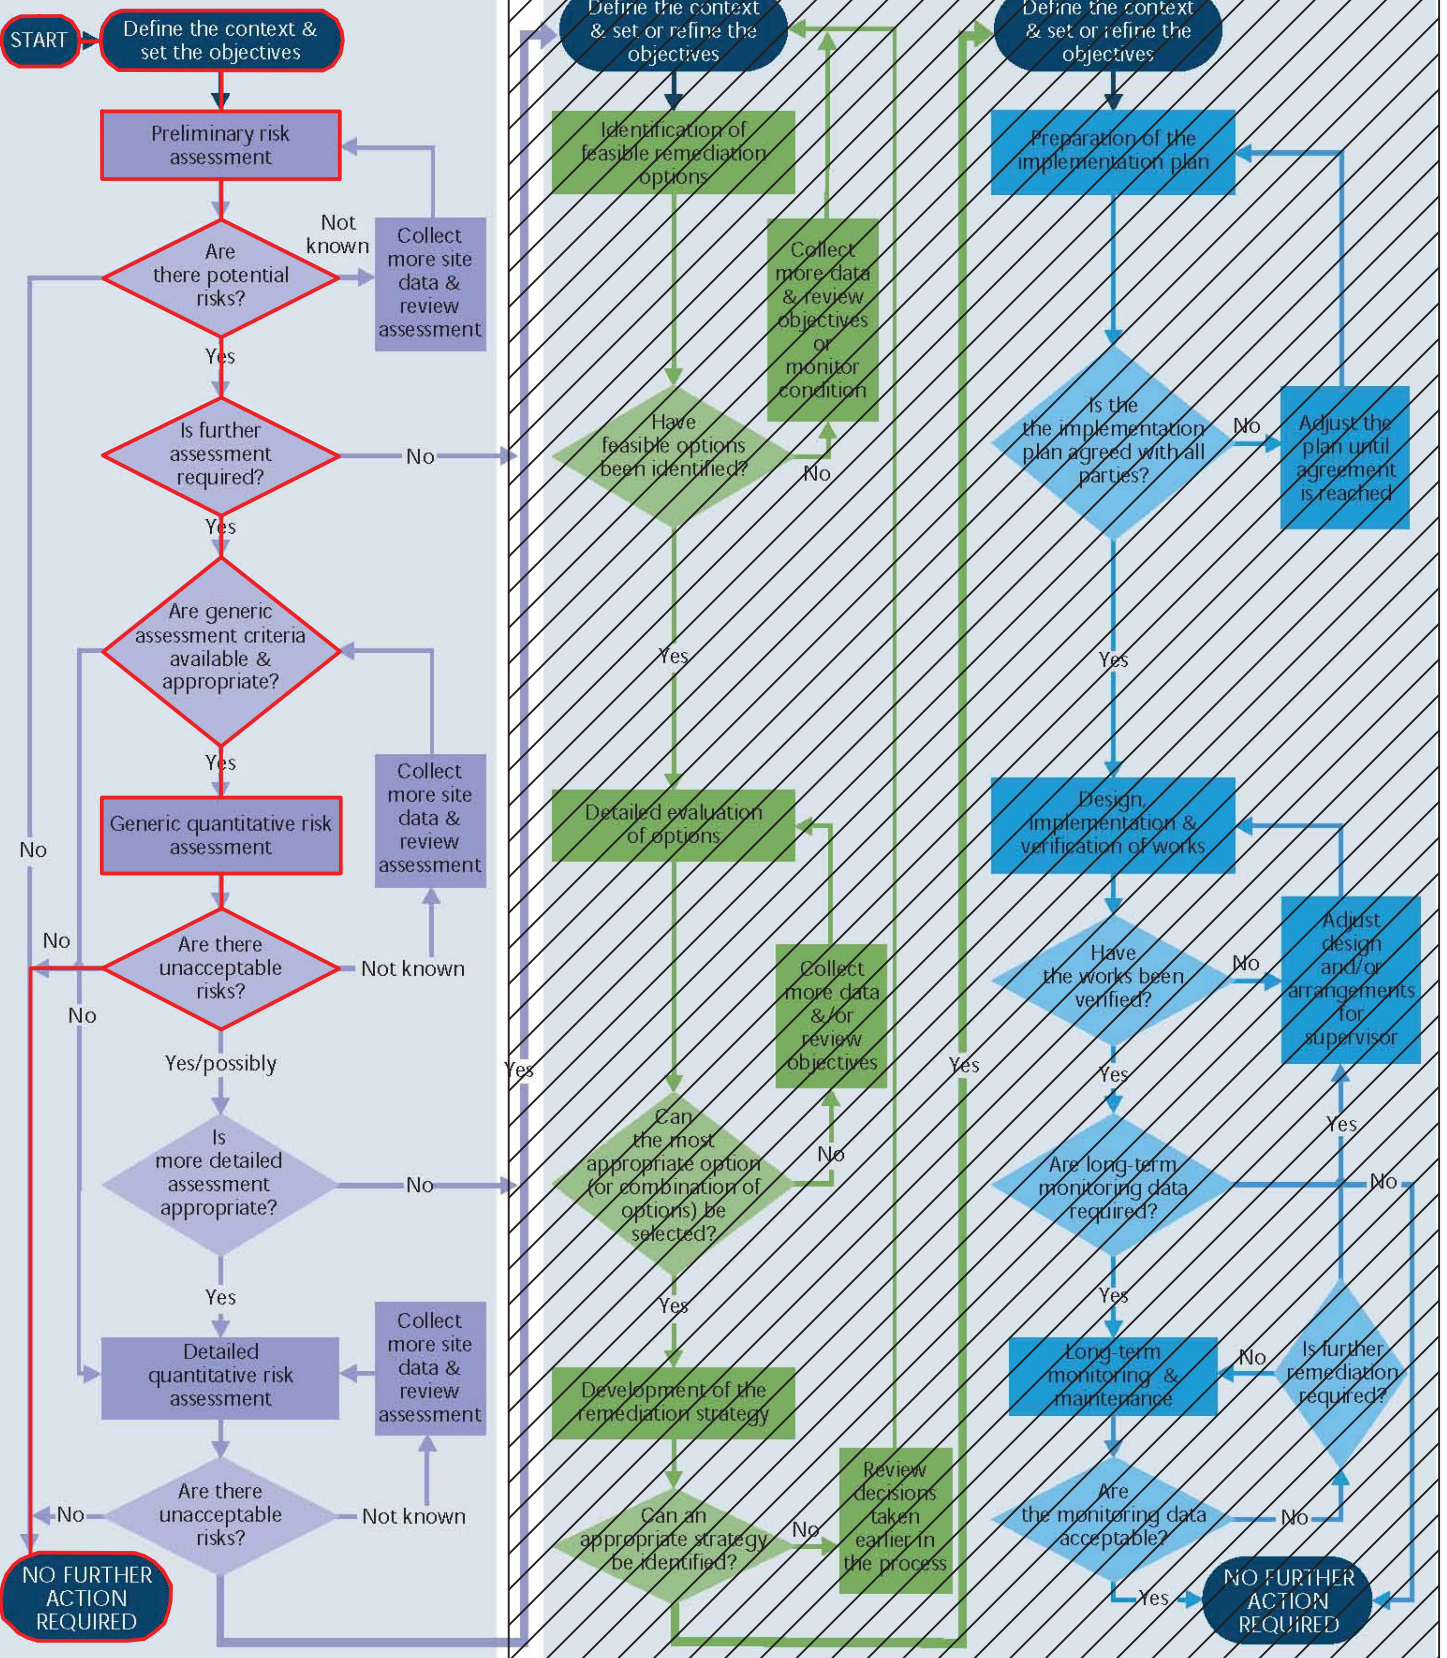 START
Define the context &
set the objectives
Preliminary risk
assessment
Are
there potential
risks?
Not
known
Collect
more site
data &
review
assessment
Yes
Is further
assessment
required?
No
Yes
Are generic
assessment criteria
available &
appropriate?
Yes
Collect
more site
data &
review
assessment
Generic quantitative risk
assessment
No
Are there
unacceptable
risks?
No
Not known
No
Yes/possibly
Is
more detailed
assessment
appropriate?
No
Yes
Detailed
quantitative risk
assessment
Collect
more site
data &
review
assessment
Are there
unacceptable
risks?
No
Not known
NO FURTHER
ACTION
REQUIRED
Yes
Define the context
& set or refine the
objectives
Identification of
feasible remediation
options
Collect
more data
& review
objectives
or
monitor
condition
Have
feasible options
been identified?
No
Yes
Detailed evaluation
of options
Collect
more data
&/or
review
objectives
Can
the most
appropriate option
(or combination of
options) be
selected?
No
Yes
Development of the
remediation strategy
Can an
appropriate strategy
be identified?
No
Review
decisions
taken
earlier in
the process
Yes
Define the context
& set or refine the
objectives
Preparation of the
implementation plan
Is the
the implementation
plan agreed with all
parties?
No
Adjust the
plan until
agreement
is reached
Yes
Design,
implementation &
verification of works
Have
the works been
verified?
No
Adjust
design
and/or
arrangements
for
supervisor
Yes
Yes
Are long-term
monitoring data
required?
No
Yes
Long-term
monitoring &
maintenance
No
Is further
remediation
required?
Are
the monitoring data
acceptable?
No
Yes
NO FURTHER
ACTION
REQUIRED